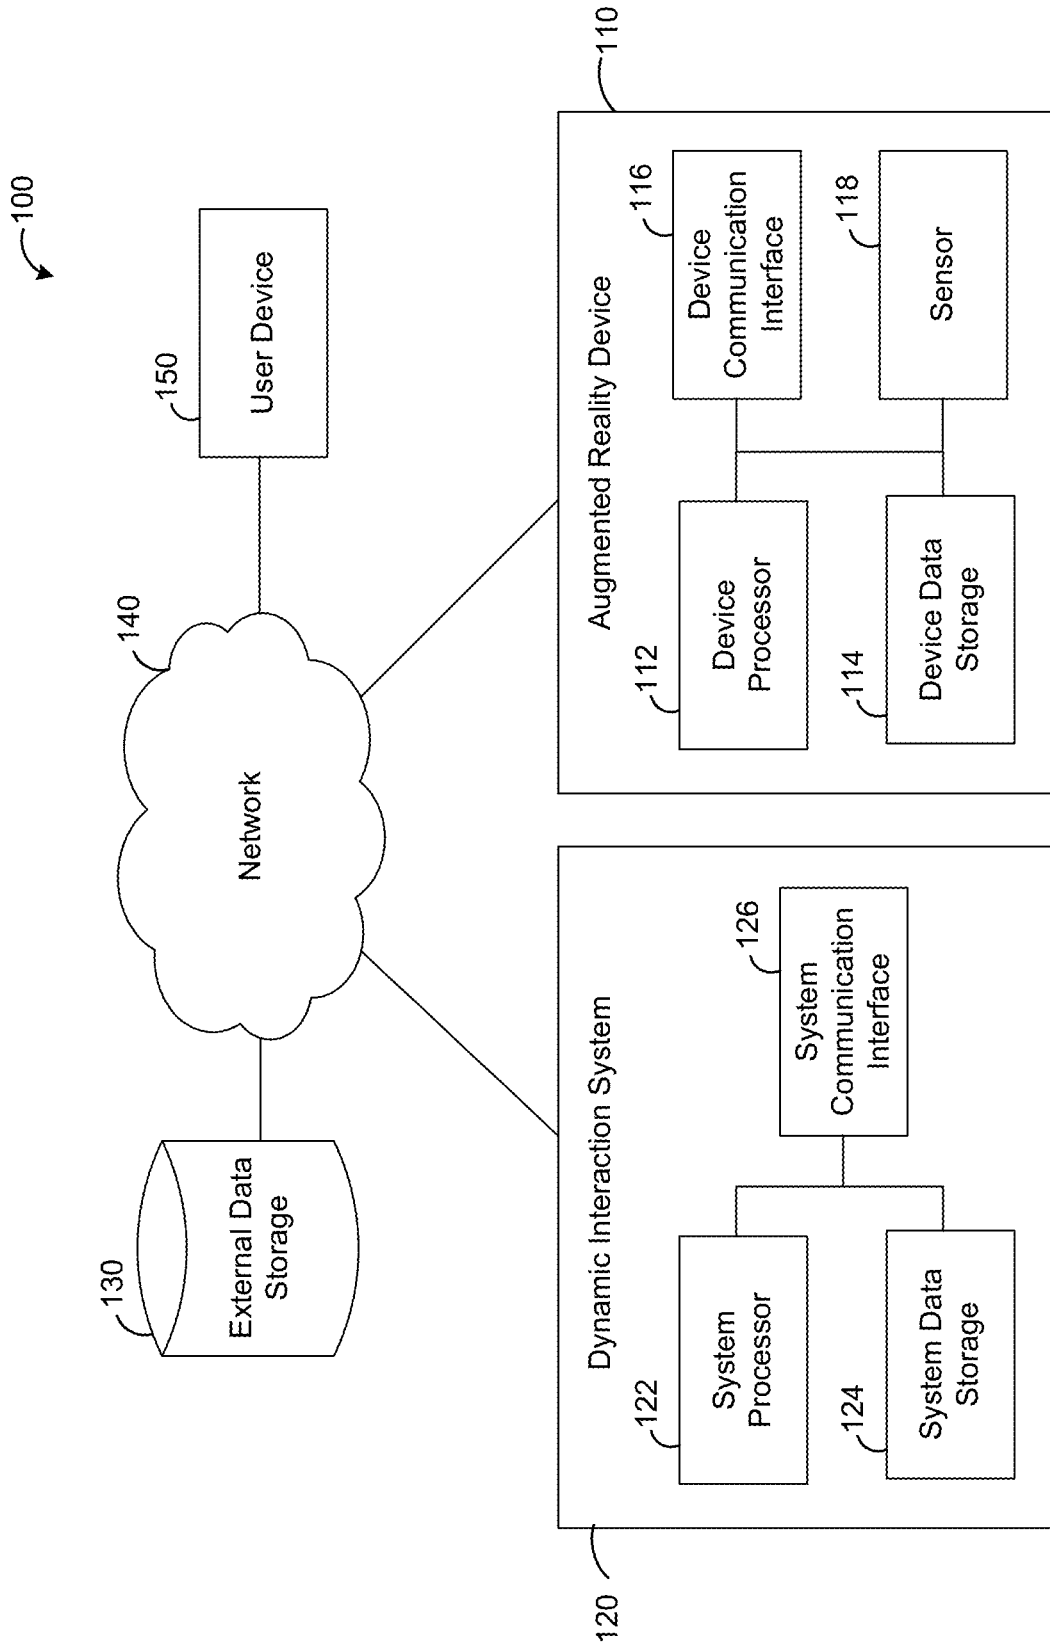 100
130
External Data
Storage
140
Network
150
User Device
120
Dynamic Interaction System
122
System
Processor
126
System
Communication
Interface
124
System Data
Storage
110
Augmented Reality Device
112
Device
Processor
116
Device
Communication
Interface
114
Device Data
Storage
118
Sensor